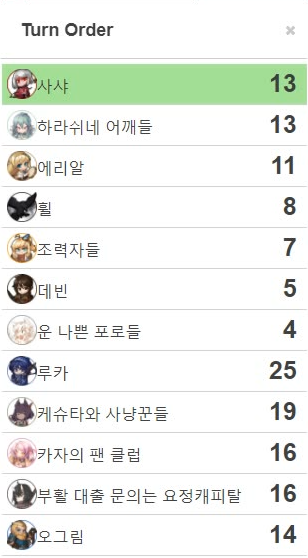 Turn Order ×
사샤 13
하라쉬네 어깨들 13
에리알 11
휠 8
조력자들 7
데빈 5
운 나쁜 포로들 4
루카 25
케슈타와 사냥꾼들 19
카자의 팬 클럽 16
부활 대출 문의는 요정캐피탈 16
오그림 14